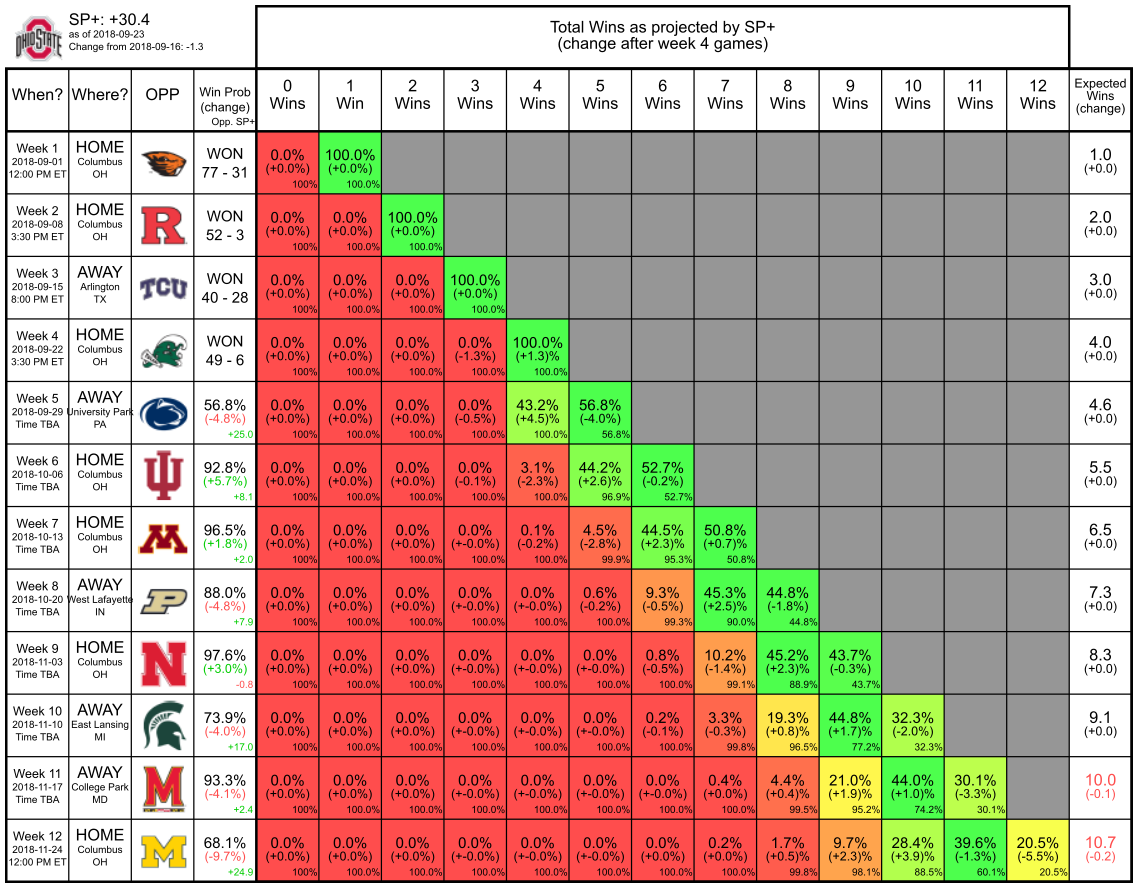 SP+: +30.4
as of 2018-09-23
Change from 2018-09-16: -1.3
OHIO STATE
Total Wins as projected by SP+
(change after week 4 games)
When? Where? OPP Win Prob (change) Opp. SP+ 0 Wins 1 Win 2 Wins 3 Wins 4 Wins 5 Wins 6 Wins 7 Wins 8 Wins 9 Wins 10 Wins 11 Wins 12 Wins Expected Wins (change)
Week 1 HOME WON 0.0% 100.0% 1.0
2018-09-01 Columbus (+0.0%) (+0.0%) (+0.0)
12:00 PM ET OH 77 - 31 100% 100.0%
Week 2 HOME R WON 0.0% 0.0% 100.0% 2.0
2018-09-08 Columbus (+0.0%) (+0.0%) (+0.0%) (+0.0)
3:30 PM ET OH 52 - 3 100% 100.0% 100.0%
Week 3 AWAY TCU WON 0.0% 0.0% 0.0% 100.0% 3.0
2018-09-15 Arlington (+0.0%) (+0.0%) (+0.0%) (+0.0%) (+0.0)
8:00 PM ET TX 40 - 28 100% 100.0% 100.0% 100.0%
Week 4 HOME WON 0.0% 0.0% 0.0% 0.0% 100.0% 4.0
2018-09-22 Columbus (+0.0%) (+0.0%) (+0.0%) (-1.3%) (+1.3)% (+0.0)
3:30 PM ET OH 49 - 6 100% 100.0% 100.0% 100.0% 100.0%
Week 5 AWAY 56.8% 0.0% 0.0% 0.0% 0.0% 43.2% 56.8% 4.6
2018-09-29 University Park (-4.8%) (+0.0%) (+0.0%) (+0.0%) (-0.5%) (+4.5)% (-4.0%) (+0.0)
Time TBA PA +25.0 100% 100.0% 100.0% 100.0% 100.0% 56.8%
Week 6 HOME 92.8% 0.0% 0.0% 0.0% 0.0% 3.1% 44.2% 52.7% 5.5
2018-10-06 Columbus (+5.7%) (+0.0%) (+0.0%) (+0.0%) (-0.1%) (-2.3%) (+2.6)% (-0.2%) (+0.0)
Time TBA OH +8.1 100% 100.0% 100.0% 100.0% 100.0% 96.9% 52.7%
Week 7 HOME M 96.5% 0.0% 0.0% 0.0% 0.0% 0.1% 4.5% 44.5% 50.8% 6.5
2018-10-13 Columbus (+1.8%) (+0.0%) (+0.0%) (+0.0%) (+-0.0%) (-0.2%) (-2.8%) (+2.3)% (+0.7)% (+0.0)
Time TBA OH +2.0 100% 100.0% 100.0% 100.0% 100.0% 99.9% 95.3% 50.8%
Week 8 AWAY P 88.0% 0.0% 0.0% 0.0% 0.0% 0.0% 0.6% 9.3% 45.3% 44.8% 7.3
2018-10-20 West Lafayette (-4.8%) (+0.0%) (+0.0%) (+0.0%) (+-0.0%) (+-0.0%) (-0.2%) (-0.5%) (+2.5)% (-1.8%) (+0.0)
Time TBA IN +7.9 100% 100.0% 100.0% 100.0% 100.0% 100.0% 99.3% 90.0% 44.8%
Week 9 HOME N 97.6% 0.0% 0.0% 0.0% 0.0% 0.0% 0.0% 0.8% 10.2% 45.2% 43.7% 8.3
2018-11-03 Columbus (+3.0%) (+0.0%) (+0.0%) (+0.0%) (+-0.0%) (+-0.0%) (+-0.0%) (-0.5%) (-1.4%) (+2.3)% (-0.3%) (+0.0)
Time TBA OH -0.8 100% 100.0% 100.0% 100.0% 100.0% 100.0% 100.0% 99.1% 88.9% 43.7%
Week 10 AWAY 73.9% 0.0% 0.0% 0.0% 0.0% 0.0% 0.0% 0.2% 3.3% 19.3% 44.8% 32.3% 9.1
2018-11-10 East Lansing (-4.0%) (+0.0%) (+0.0%) (+0.0%) (+-0.0%) (+-0.0%) (+-0.0%) (-0.1%) (-0.3%) (+0.8)% (+1.7)% (-2.0%) (+0.0)
Time TBA MI +17.0 100% 100.0% 100.0% 100.0% 100.0% 100.0% 100.0% 99.8% 96.5% 77.2% 32.3%
Week 11 AWAY M 93.3% 0.0% 0.0% 0.0% 0.0% 0.0% 0.0% 0.0% 0.4% 4.4% 21.0% 44.0% 30.1% 10.0
2018-11-17 College Park (-4.1%) (+0.0%) (+0.0%) (+0.0%) (+-0.0%) (+-0.0%) (+-0.0%) (+-0.0%) (+0.0)% (+0.4)% (+1.9)% (+1.0)% (-3.3%) (-0.1)
Time TBA MD +2.4 100% 100.0% 100.0% 100.0% 100.0% 100.0% 100.0% 100.0% 99.5% 95.2% 74.2% 30.1%
Week 12 HOME M 68.1% 0.0% 0.0% 0.0% 0.0% 0.0% 0.0% 0.0% 0.2% 1.7% 9.7% 28.4% 39.6% 20.5% 10.7
2018-11-24 Columbus (-9.7%) (+0.0%) (+0.0%) (+0.0%) (+-0.0%) (+-0.0%) (+-0.0%) (+0.0)% (+0.0)% (+0.5)% (+2.3)% (+3.9)% (-1.3%) (-5.5%) (-0.2)
12:00 PM ET OH +24.9 100% 100.0% 100.0% 100.0% 100.0% 100.0% 100.0% 100.0% 99.8% 98.1% 88.5% 60.1% 20.5%